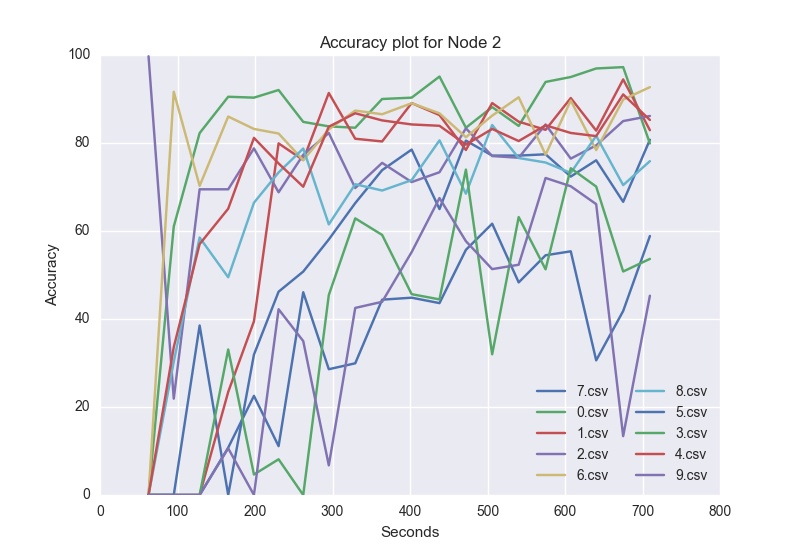 Accuracy plot for Node 2
100
80
60
40
20
0
Accuracy
0 100 200 300 400 500 600 700 800
Seconds
7.csv 8.csv
0.csv 5.csv
1.csv 3.csv
2.csv 4.csv
6.csv 9.csv